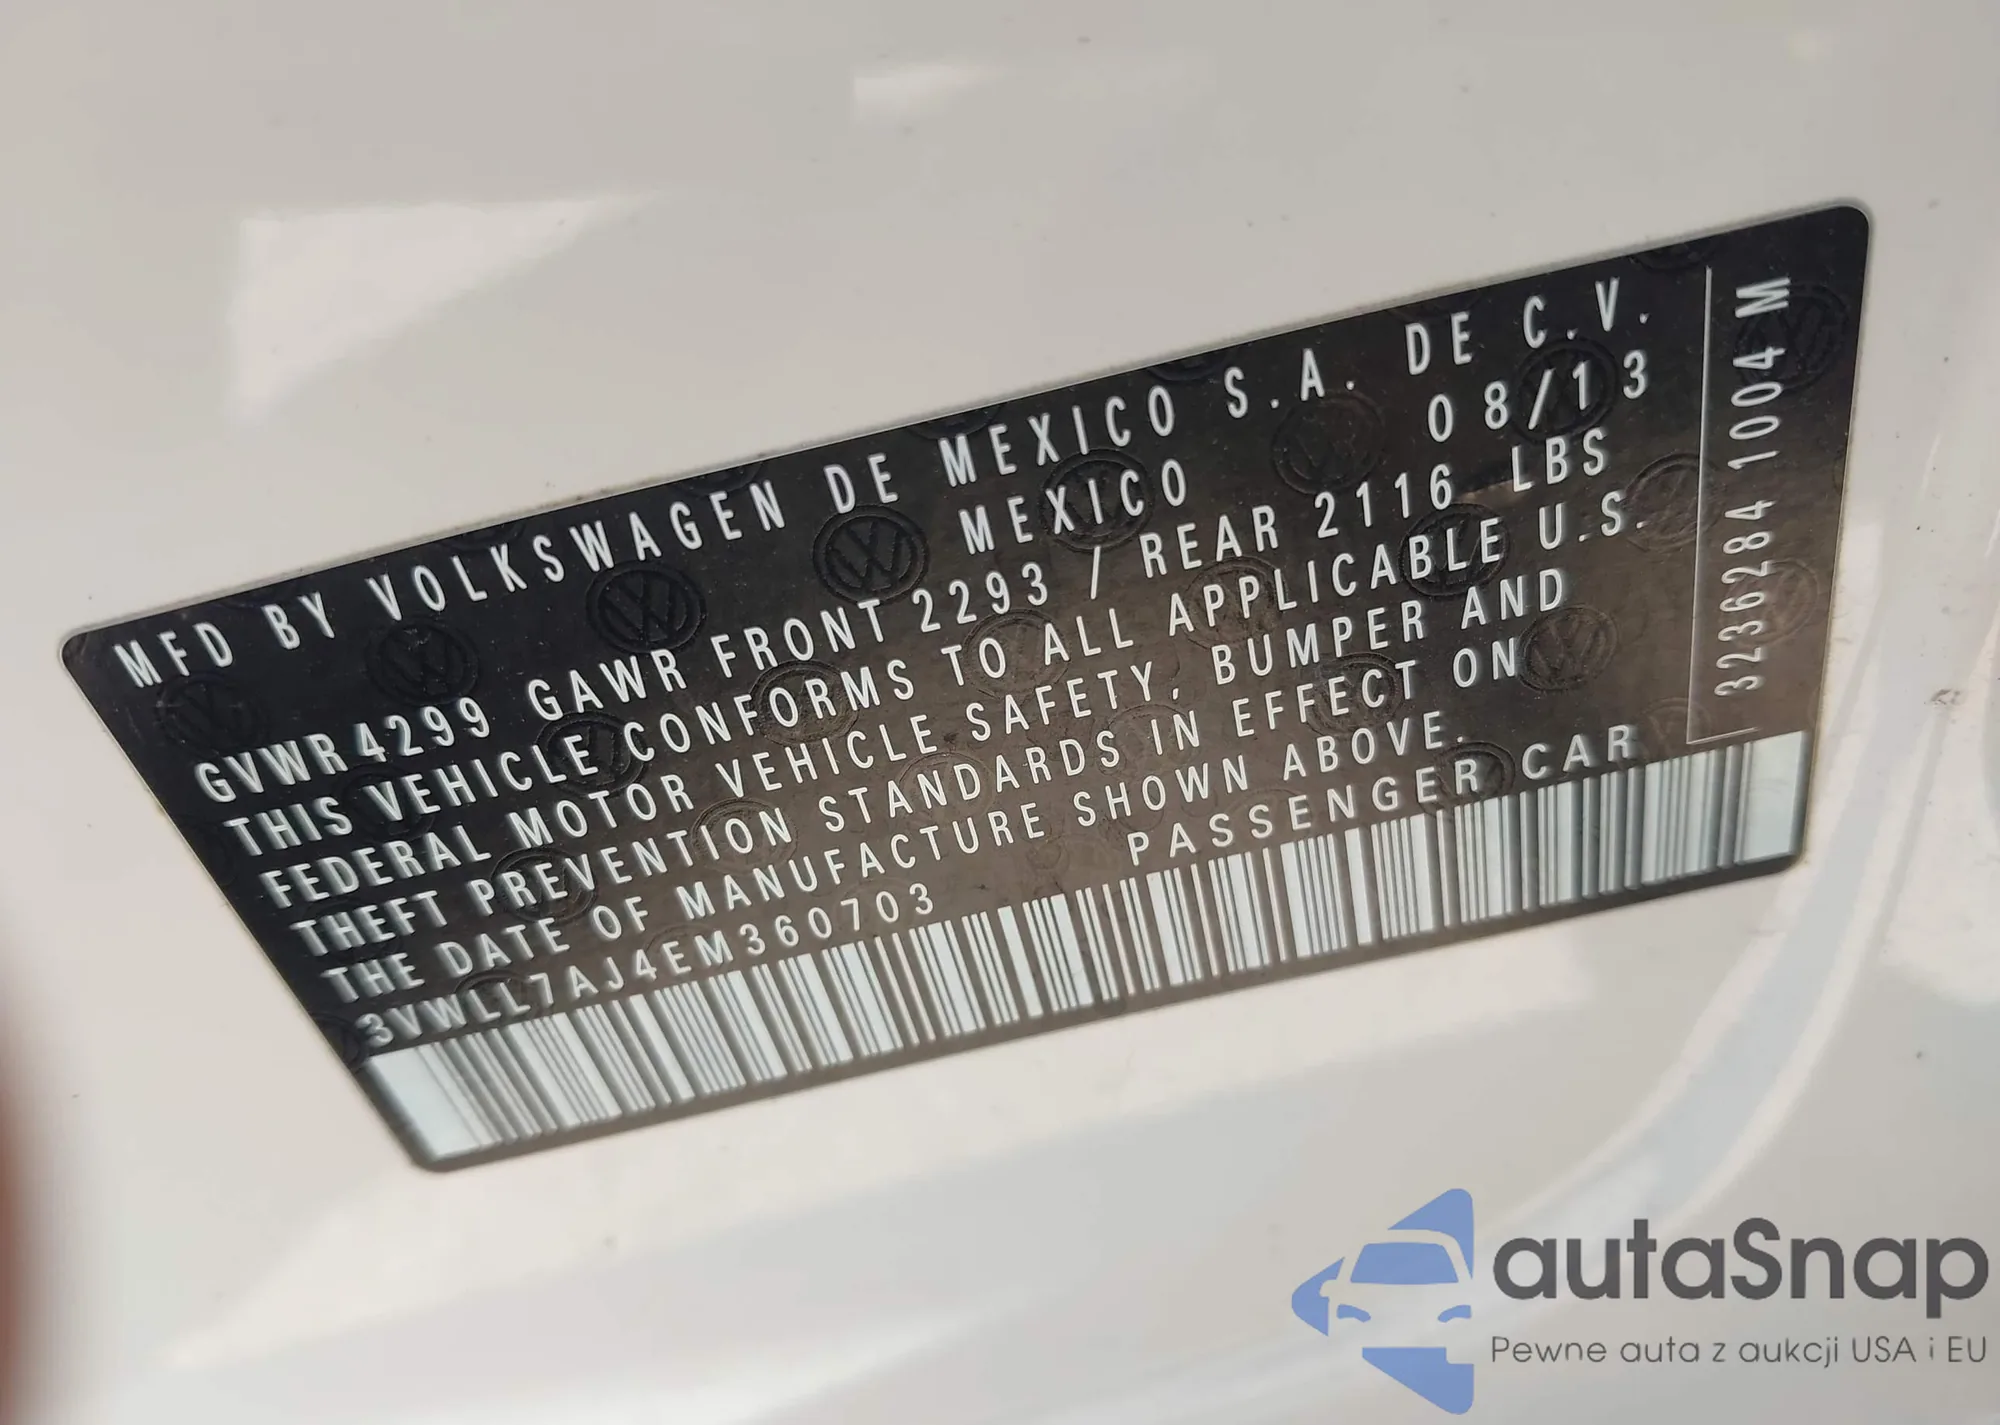 MFD BY VOLKSWAGEN DE MEXICO S.A. DE C.V.
MEXICO 08/13
GVWR 4299 GAWR FRONT 2293 / REAR 2116 LBS
THIS VEHICLE CONFORMS TO ALL APPLICABLE U.S.
FEDERAL MOTOR VEHICLE SAFETY, BUMPER AND
THEFT PREVENTION STANDARDS IN EFFECT ON
THE DATE OF MANUFACTURE SHOWN ABOVE.
3VWLL7AJ4EM360703 PASSENGER CAR
3236284 1004 M
autaSnap
Pewne auta z aukcji USA i EU